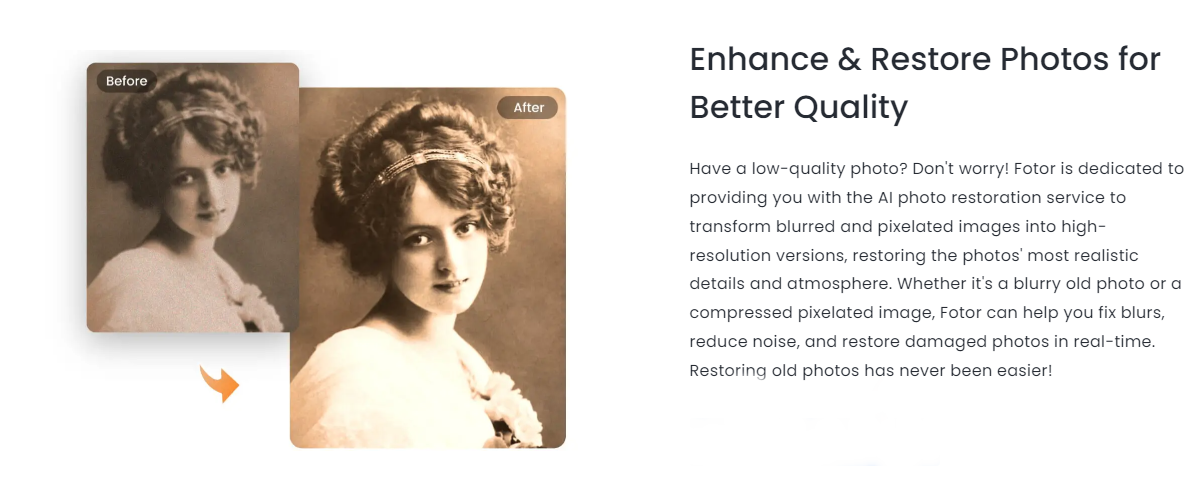 Before
After
Enhance & Restore Photos for
Better Quality
Have a low-quality photo? Don't worry! Fotor is dedicated to
providing you with the AI photo restoration service to
transform blurred and pixelated images into high-
resolution versions, restoring the photos' most realistic
details and atmosphere. Whether it's a blurry old photo or a
compressed pixelated image, Fotor can help you fix blurs,
reduce noise, and restore damaged photos in real-time.
Restoring old photos has never been easier!